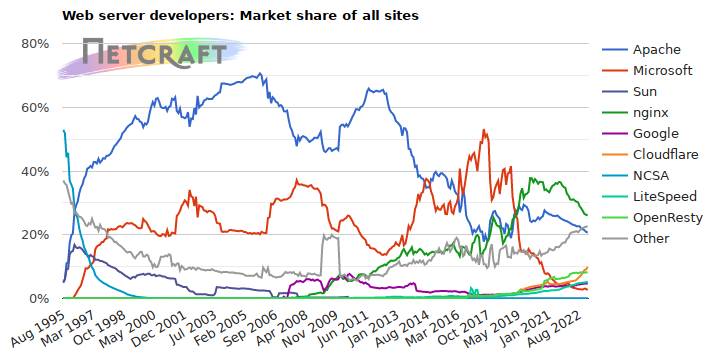 Web server developers: Market share of all sites
NETCRAFT
80%
60%
40%
20%
0%
Aug 1995
Mar 1997
Oct 1998
May 2000
Dec 2001
Jul 2003
Feb 2005
Sep 2006
Apr 2008
Nov 2009
Jun 2011
Jan 2013
Aug 2014
Mar 2016
Oct 2017
May 2019
Jan 2021
Aug 2022
Apache
Microsoft
Sun
nginx
Google
Cloudflare
NCSA
LiteSpeed
OpenResty
Other